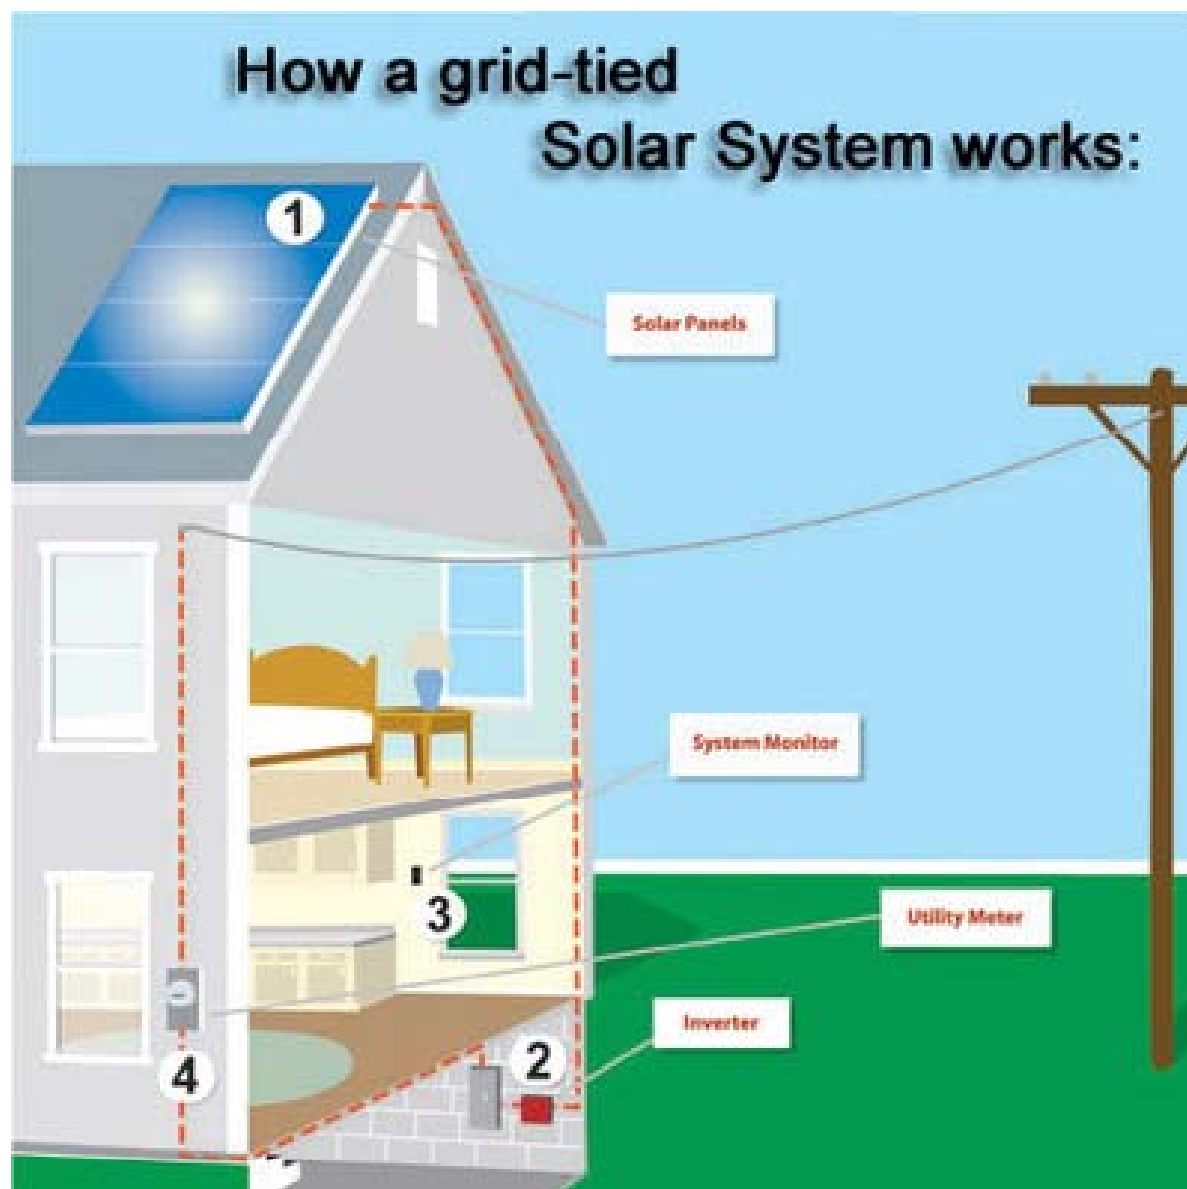 How a grid-tied
Solar System works:
1
Solar Panels
System Monitor
3
Utility Meter
Inverter
2
4